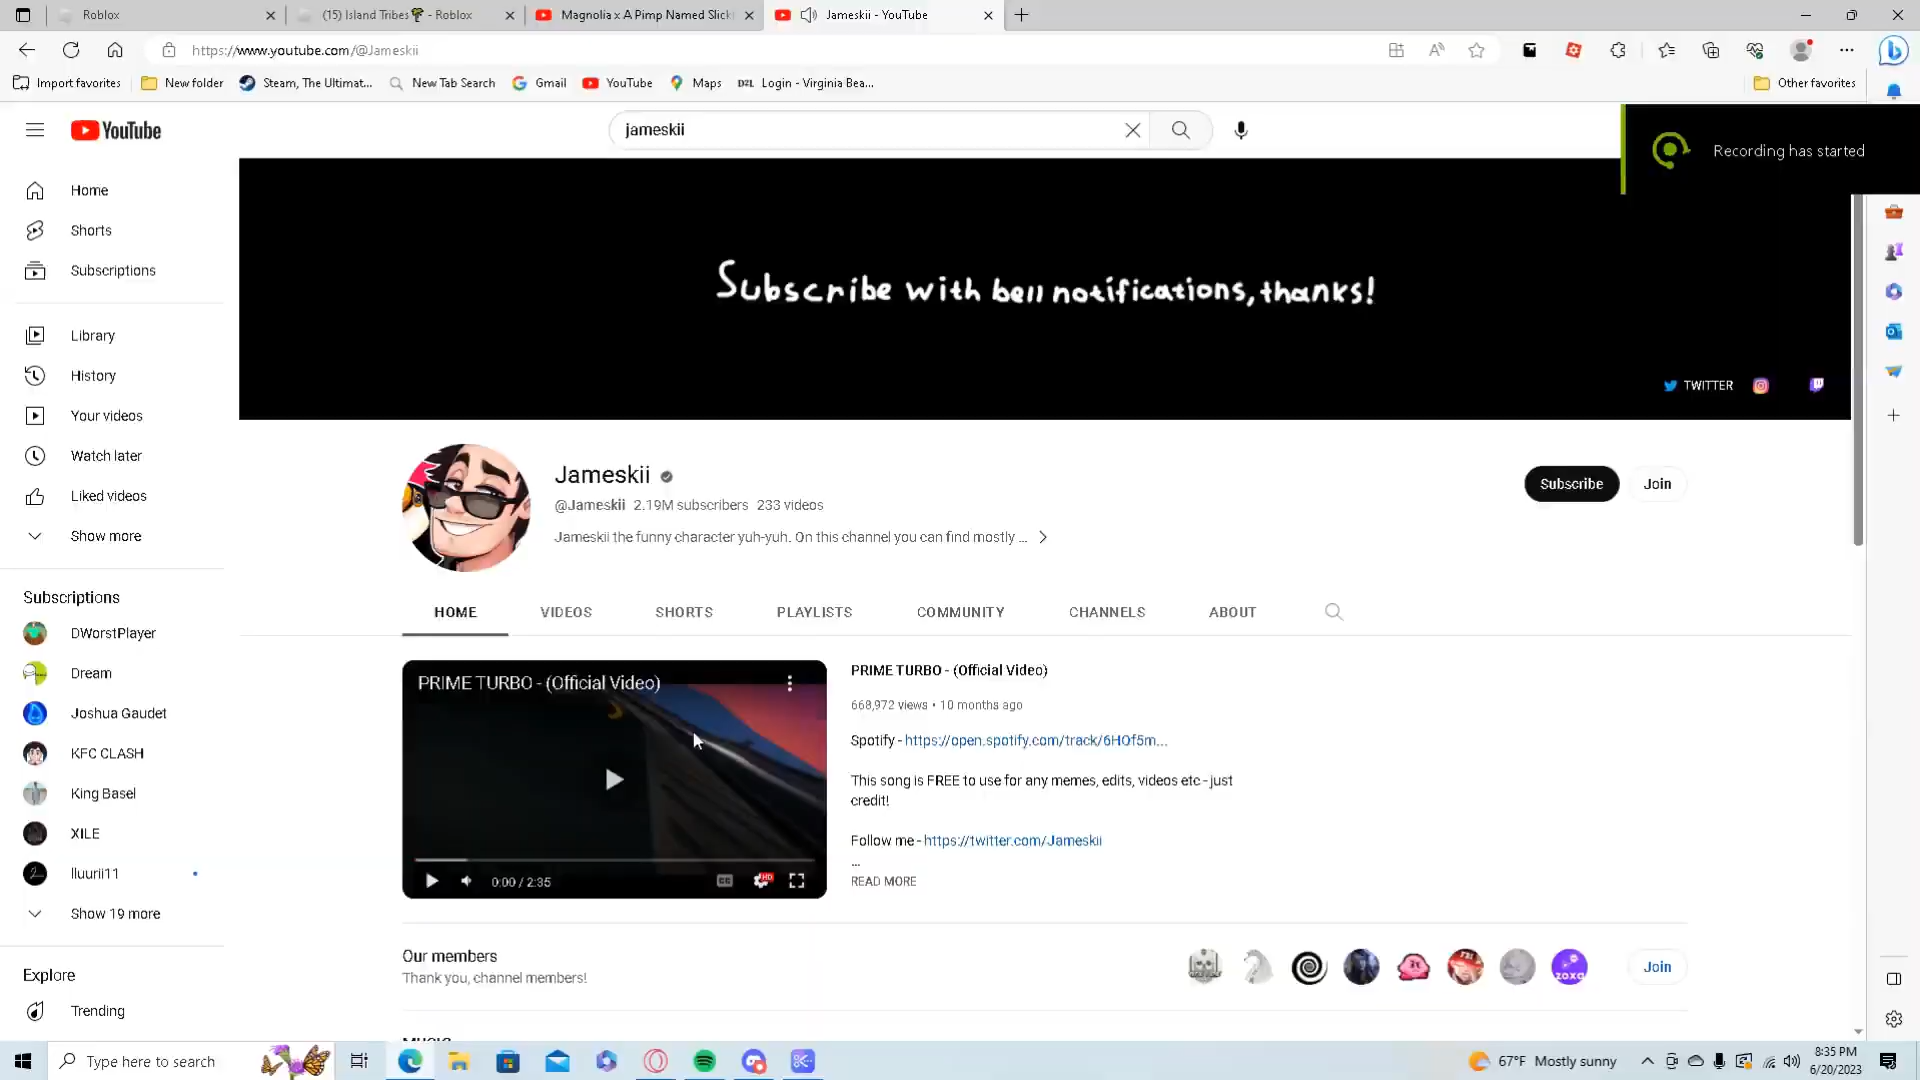 Roblox
(15) Island Tribes🌴 - Roblox
Magnolia x A Pimp Named Slick
Jameskii - YouTube
https://www.youtube.com/@Jameskii
Import favorites
New folder
Steam, The Ultimat...
New Tab Search
Gmail
YouTube
Maps
D2L Login - Virginia Bea...
Other favorites
YouTube
jameskii
Recording has started
Home
Shorts
Subscriptions
Library
History
Your videos
Watch later
Liked videos
Show more
Subscriptions
DWorstPlayer
Dream
Joshua Gaudet
KFC CLASH
King Basel
XILE
lluurii11
Show 19 more
Explore
Trending
Subscribe with bell notifications, thanks!
TWITTER
Jameskii
@Jameskii 2.19M subscribers 233 videos
Jameskii the funny character yuh-yuh. On this channel you can find mostly ...
Subscribe
Join
HOME
VIDEOS
SHORTS
PLAYLISTS
COMMUNITY
CHANNELS
ABOUT
PRIME TURBO - (Official Video)
CC
HD
0:00 / 2:35
PRIME TURBO - (Official Video)
668,972 views • 10 months ago
Spotify - https://open.spotify.com/track/6HOf5m...
This song is FREE to use for any memes, edits, videos etc - just
credit!
Follow me - https://twitter.com/Jameskii
...
READ MORE
Our members
Thank you, channel members!
ZOXO
Join
Type here to search
67°F Mostly sunny
8:35 PM
6/20/2023